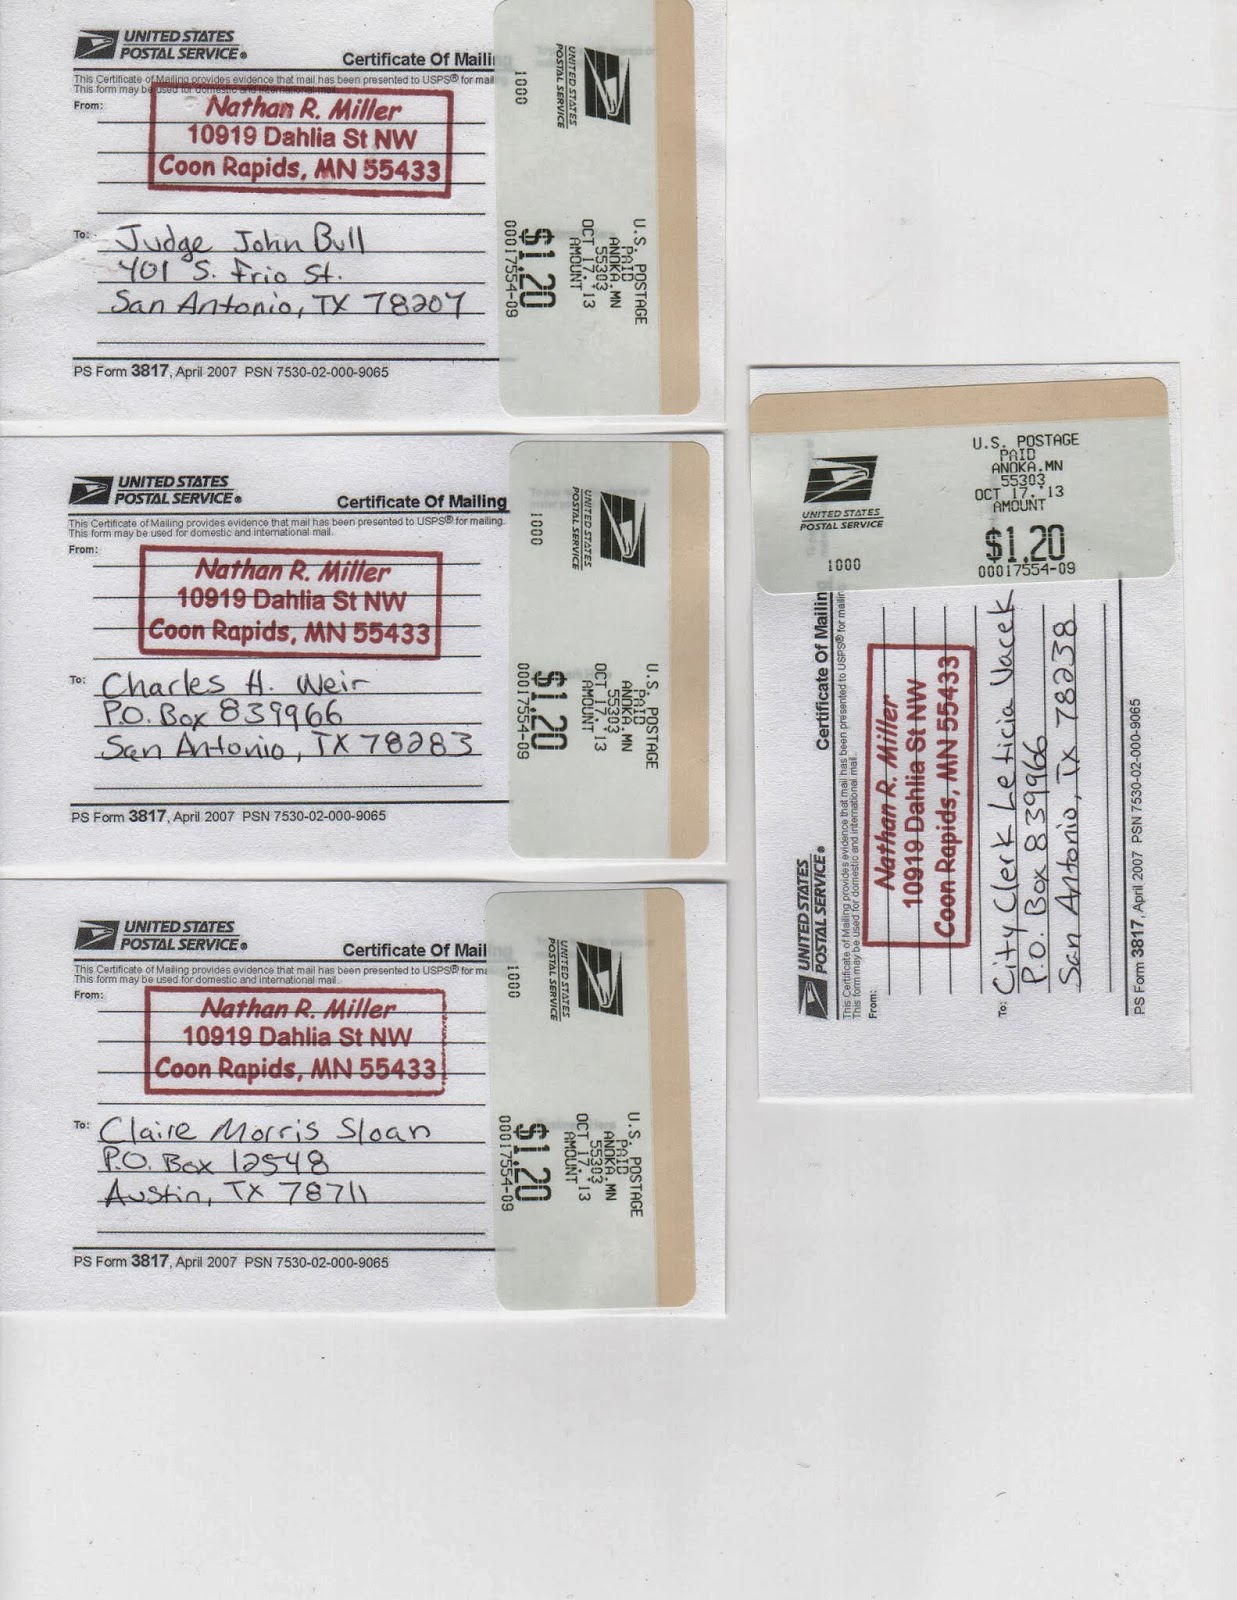 UNITED STATES
POSTAL SERVICE®
Certificate Of Mailin
This Certificate of Mailing provides evidence that mail has been presented to USPS® for mail
This form may be used for domestic and international mail.
From:
Nathan R. Miller
10919 Dahlia St NW
Coon Rapids, MN 55433
To:
Judge John Bull
401 S. Frio St.
San Antonio, TX 78207
PS Form 3817, April 2007 PSN 7530-02-000-9065
UNITED STATES
POSTAL SERVICE
1000
U.S. POSTAGE
PAID
ANOKA.MN
55303
OCT 17. '13
AMOUNT
$1.20
00017554-09
UNITED STATES
POSTAL SERVICE®
Certificate Of Mailing
This Certificate of Mailing provides evidence that mail has been presented to USPS® for mailing.
This form may be used for domestic and international mail.
From:
Nathan R. Miller
10919 Dahlia St NW
Coon Rapids, MN 55433
To:
Charles H. Weir
P.O. Box 839966
San Antonio, TX 78283
PS Form 3817, April 2007 PSN 7530-02-000-9065
UNITED STATES
POSTAL SERVICE
1000
U.S. POSTAGE
PAID
ANOKA.MN
55303
OCT 17. '13
AMOUNT
$1.20
00017554-09
UNITED STATES
POSTAL SERVICE®
Certificate Of Mailing
This Certificate of Mailing provides evidence that mail has been presented to USPS® for ma
This form may be used for domestic and international mail.
From:
Nathan R. Miller
10919 Dahlia St NW
Coon Rapids, MN 55433
To:
Claire Morris Sloan
P.O. Box 12548
Austin, TX 78711
PS Form 3817, April 2007 PSN 7530-02-000-9065
UNITED STATES
POSTAL SERVICE
1000
U.S. POSTAGE
PAID
ANOKA.MN
55303
OCT 17. '13
AMOUNT
$1.20
00017554-09
UNITED STATES
POSTAL SERVICE
1000
U.S. POSTAGE
PAID
ANOKA.MN
55303
OCT 17. '13
AMOUNT
$1.20
00017554-09
UNITED STATES
POSTAL SERVICE®
Certificate Of Mailing
This Certificate of Mailing provides evidence that mail has been presented to USPS® for mailing
This form may be used for domestic and international mail.
From:
Nathan R. Miller
10919 Dahlia St NW
Coon Rapids, MN 55433
To:
City Clerk Leticia Vacek
P.O. Box 839966
San Antonio, Tx 78238
PS Form 3817, April 2007 PSN 7530-02-000-9065